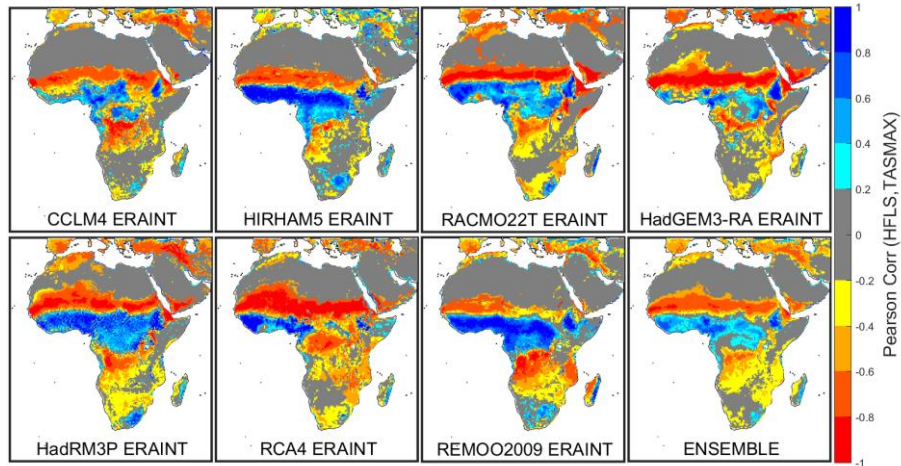 CCLM4 ERAINT
HIRHAM5 ERAINT
RACMO22T ERAINT
HadGEM3-RA ERAINT
HadRM3P ERAINT
RCA4 ERAINT
REMOO2009 ERAINT
ENSEMBLE
1
0.8
0.6
0.4
0.2
0
-0.2
-0.4
-0.6
-0.8
-1
Pearson Corr (HFLS,TASMAX)